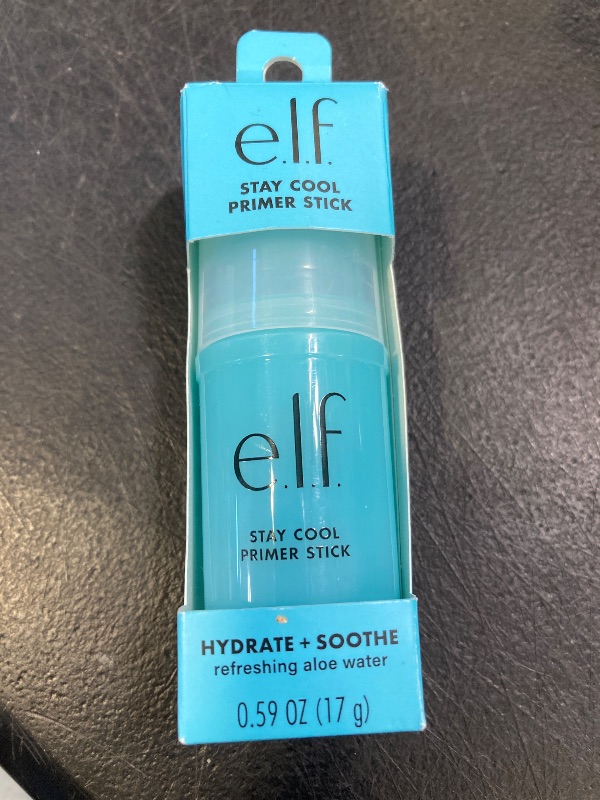 e.l.f.
STAY COOL
PRIMER STICK
e.l.f.
STAY COOL
PRIMER STICK
HYDRATE + SOOTHE
refreshing aloe water
0.59 OZ (17 g)